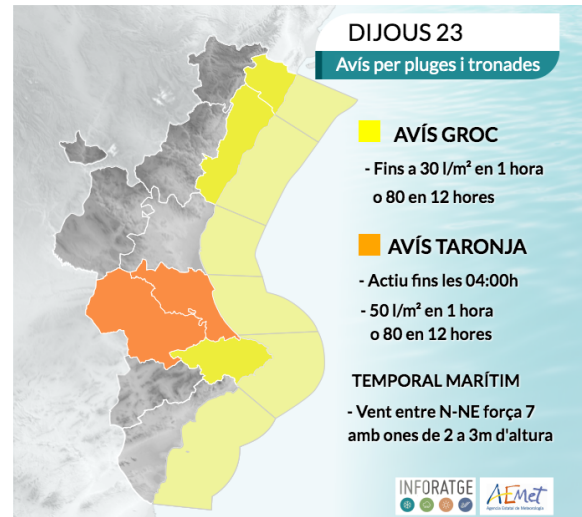 DIJOUS 23
Avís per pluges i tronades
AVÍS GROC
- Fins a 30 l/m² en 1 hora
o 80 en 12 hores
AVÍS TARONJA
- Actiu fins les 04:00h
- 50 l/m² en 1 hora
o 80 en 12 hores
TEMPORAL MARÍTIM
- Vent entre N-NE força 7
amb ones de 2 a 3m d'altura
INFORATGE
AEmet
Agencia Estatal de Meteorología